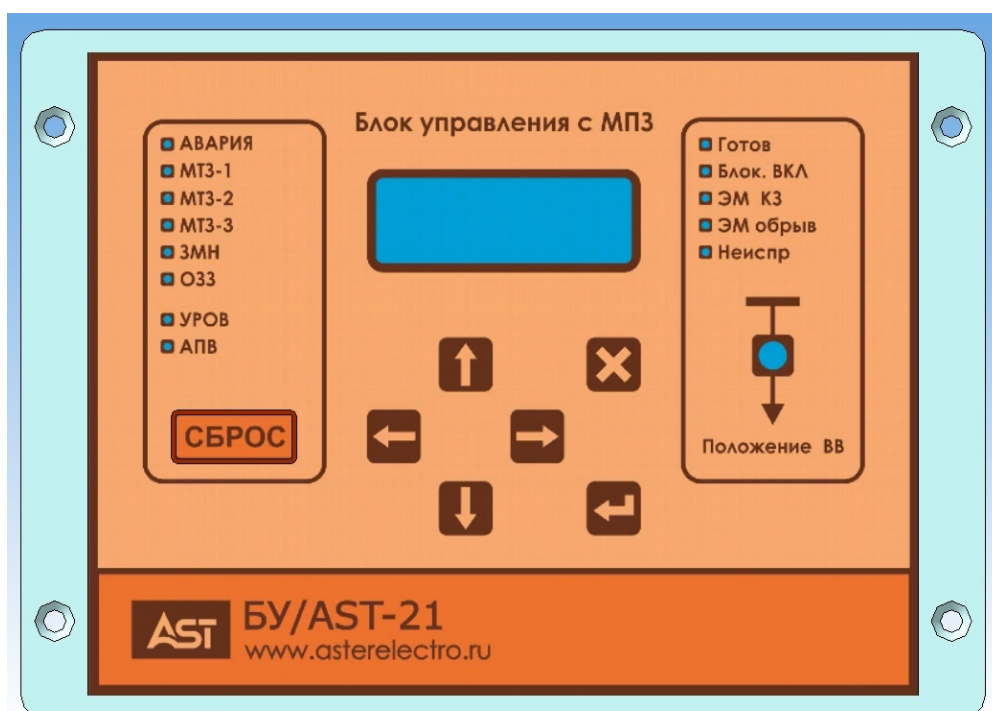 Блок управления с МПЗ
АВАРИЯ
МТЗ-1
МТЗ-2
МТЗ-3
ЗМН
ОЗЗ
УРОВ
АПВ
СБРОС
Готов
Блок. ВКЛ
ЭМ КЗ
ЭМ обрыв
Неиспр
Положение ВВ
AST
БУ/AST-21
www.asterelectro.ru